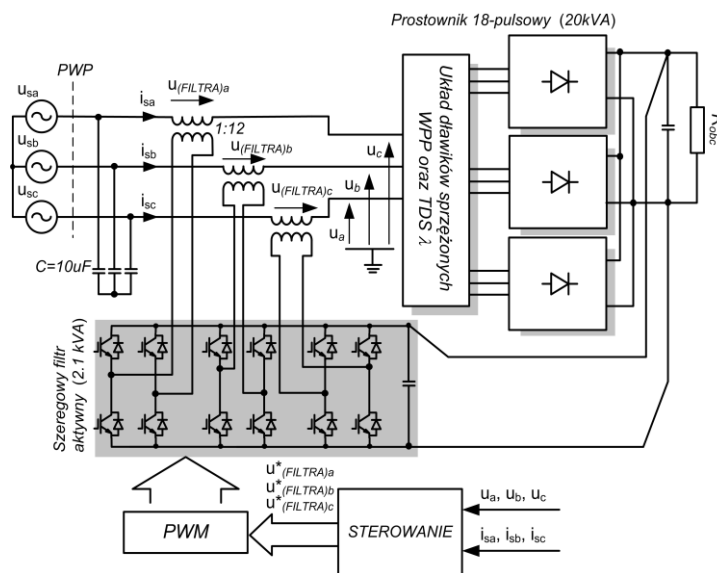 Prostownik 18-pulsowy (20kVA)
PWP
u(FILTRA)a
usa
isa
1:12
u(FILTRA)b
usb
isb
uc
u(FILTRA)c
ub
usc
isc
ua
C=10uF
Układ dławików sprzężonych
WPP oraz TDS λ
Robc
Szeregowy filtr
aktywny (2.1 kVA)
u*(FILTRA)a
u*(FILTRA)b
u*(FILTRA)c
PWM
STEROWANIE
ua, ub, uc
isa, isb, isc